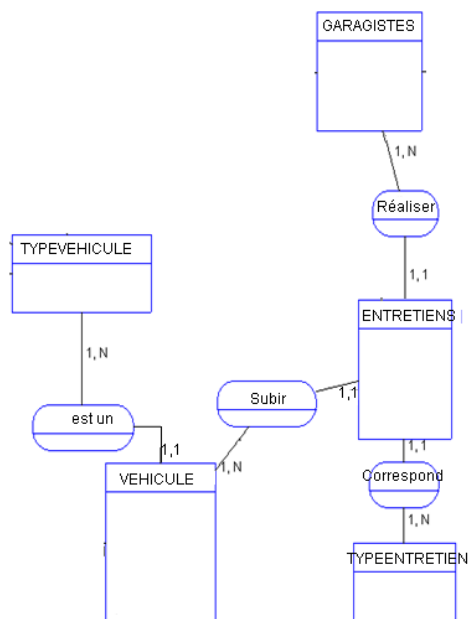 GARAGISTES
1,N
Réaliser
1,1
TYPEVEHICULE
1,N
est un
1,1
ENTRETIENS
1,1
Subir
1,N
VEHICULE
1,1
Correspond
1,N
TYPEENTRETIEN